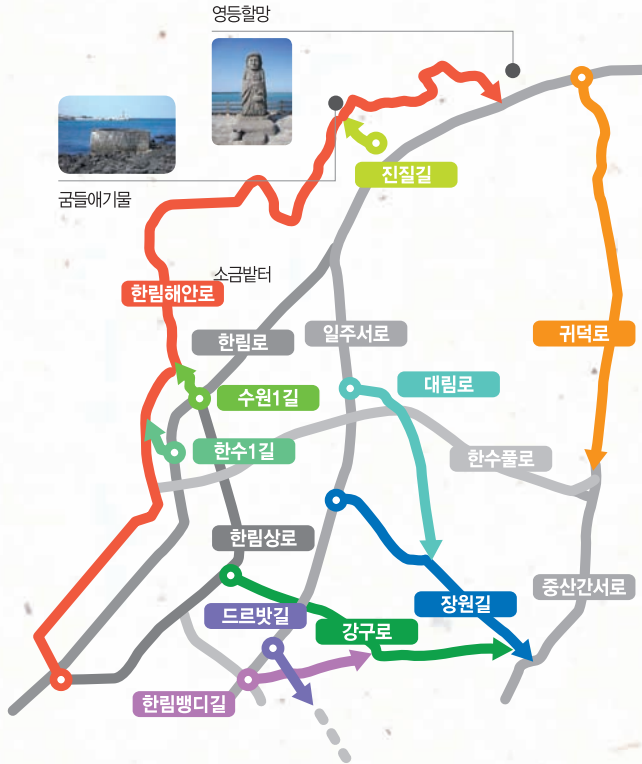 영등할망
진질길
굼들애기물
소금밭터
한림해안로
한림로
일주서로
귀덕로
대림로
수원1길
한수1길
한수풀로
한림상로
중산간서로
장원길
드르밧길
강구로
한림뱅디길